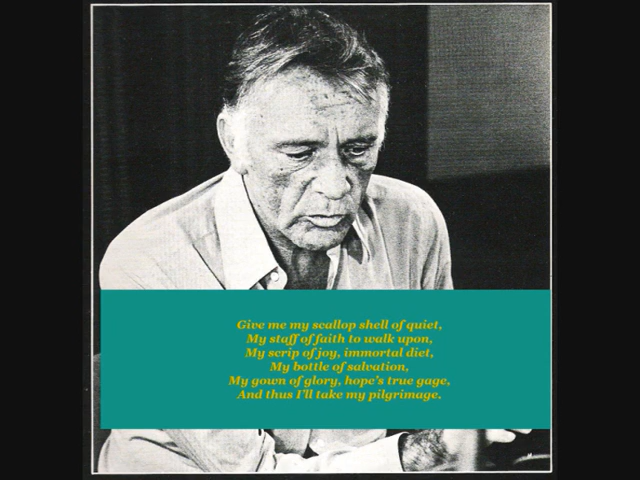 Give me my scallop shell of quiet,
My staff of faith to walk upon,
My scrip of joy, immortal diet,
My bottle of salvation,
My gown of glory, hope's true gage,
And thus I'll take my pilgrimage.